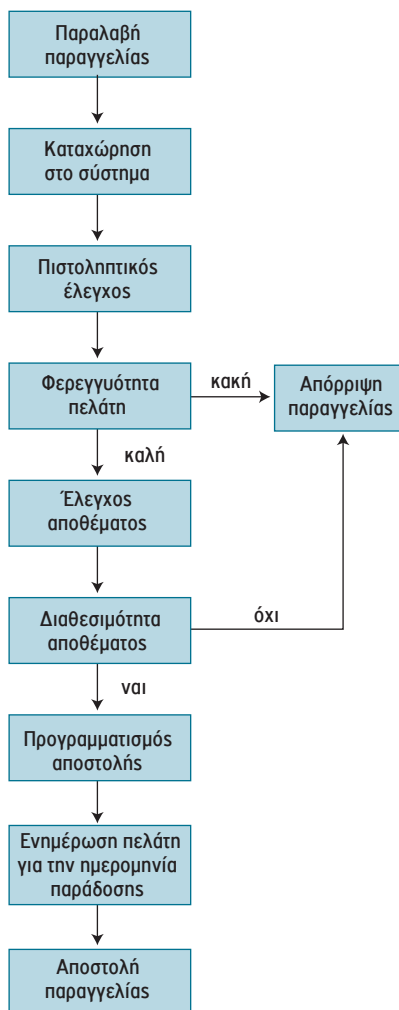 Παραλαβή
παραγγελίας
Καταχώρηση
στο σύστημα
Πιστοληπτικός
έλεγχος
Φερεγγυότητα
πελάτη
κακή
Απόρριψη
παραγγελίας
καλή
Έλεγχος
αποθέματος
Διαθεσιμότητα
αποθέματος
όχι
ναι
Προγραμματισμός
αποστολής
Ενημέρωση πελάτη
για την ημερομηνία
παράδοσης
Αποστολή
παραγγελίας